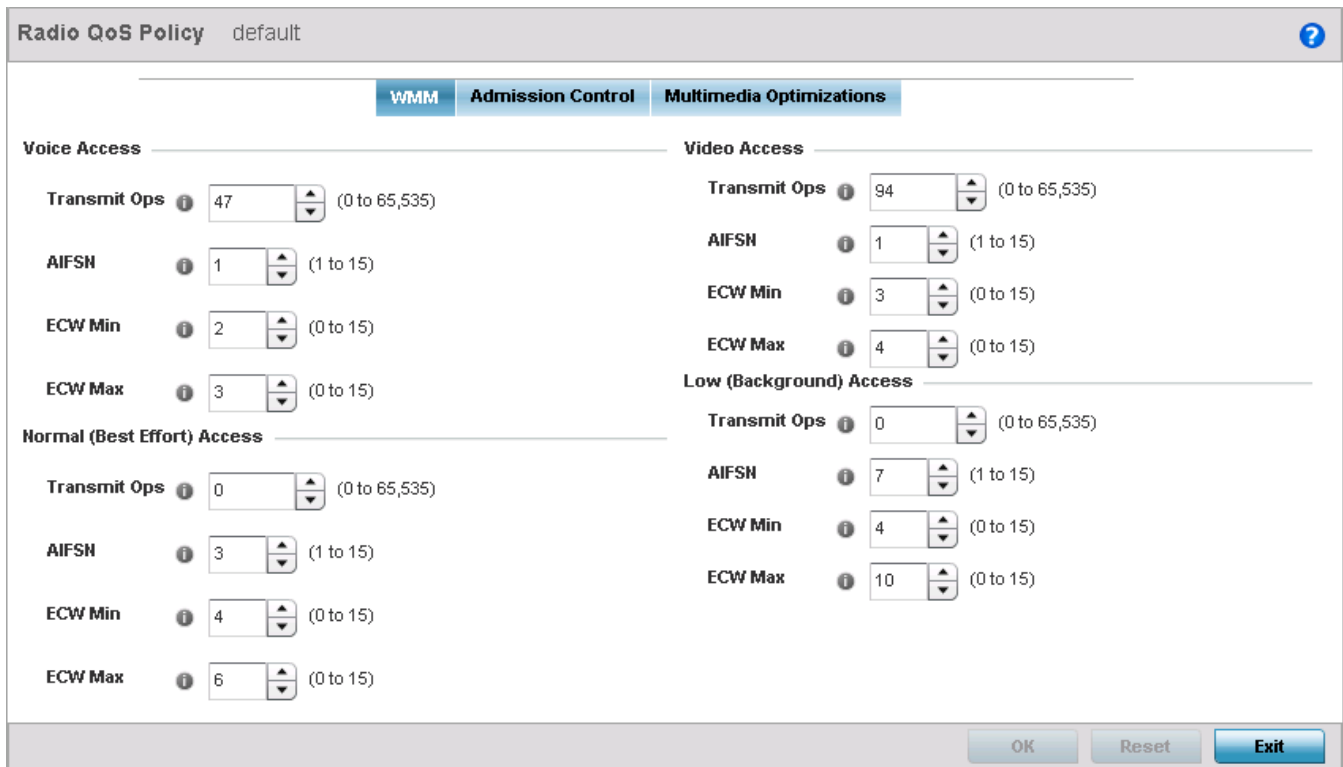 Radio QoS Policy default
?
WMM Admission Control Multimedia Optimizations
Voice Access
Transmit Ops i 47 (0 to 65,535)
AIFSN i 1 (1 to 15)
ECW Min i 2 (0 to 15)
ECW Max i 3 (0 to 15)
Normal (Best Effort) Access
Transmit Ops i 0 (0 to 65,535)
AIFSN i 3 (1 to 15)
ECW Min i 4 (0 to 15)
ECW Max i 6 (0 to 15)
Video Access
Transmit Ops i 94 (0 to 65,535)
AIFSN i 1 (1 to 15)
ECW Min i 3 (0 to 15)
ECW Max i 4 (0 to 15)
Low (Background) Access
Transmit Ops i 0 (0 to 65,535)
AIFSN i 7 (1 to 15)
ECW Min i 4 (0 to 15)
ECW Max i 10 (0 to 15)
OK Reset Exit